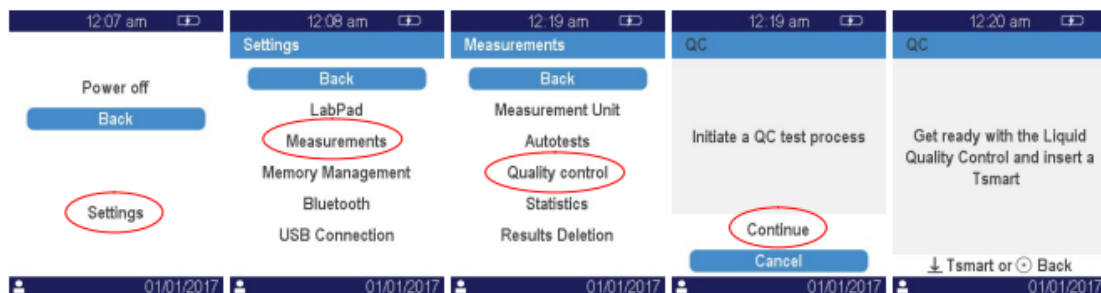 12:07 am
Power off
Back
Settings
01/01/2017
12:08 am
Settings
Back
LabPad
Measurements
Memory Management
Bluetooth
USB Connection
01/01/2017
12:19 am
Measurements
Back
Measurement Unit
Autotests
Quality control
Statistics
Results Deletion
01/01/2017
12:19 am
QC
Initiate a QC test process
Continue
Cancel
01/01/2017
12:20 am
QC
Get ready with the Liquid
Quality Control and insert a
Tsmart
Tsmart or Back
01/01/2017